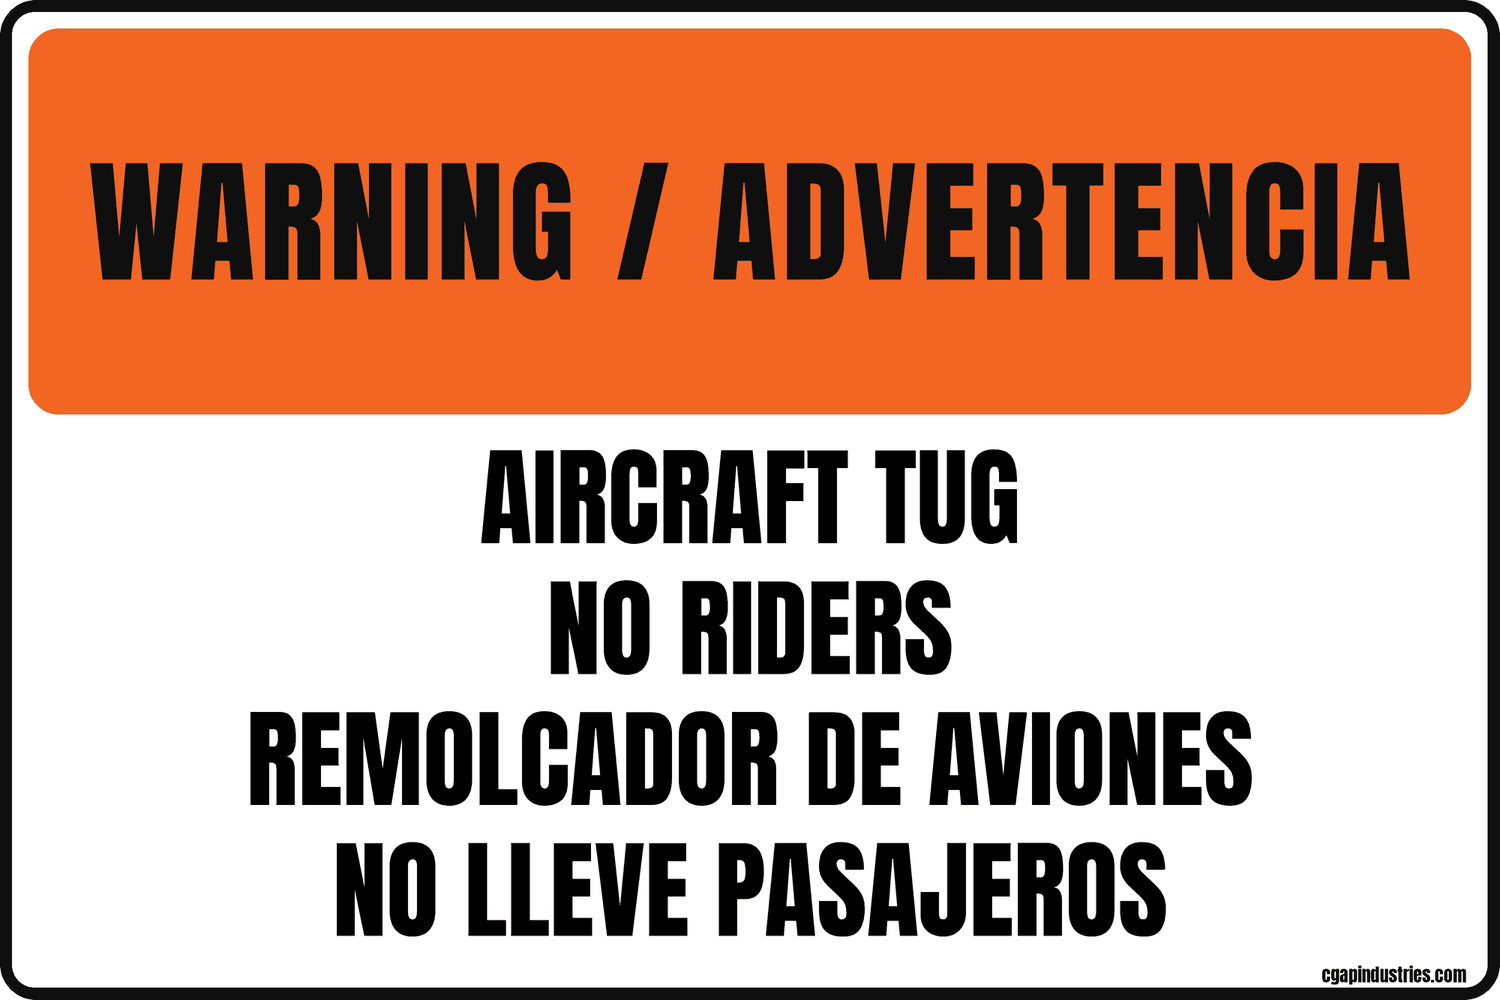 WARNING / ADVERTENCIA
AIRCRAFT TUG
NO RIDERS
REMOLCADOR DE AVIONES
NO LLEVE PASAJEROS
cgapindustries.com